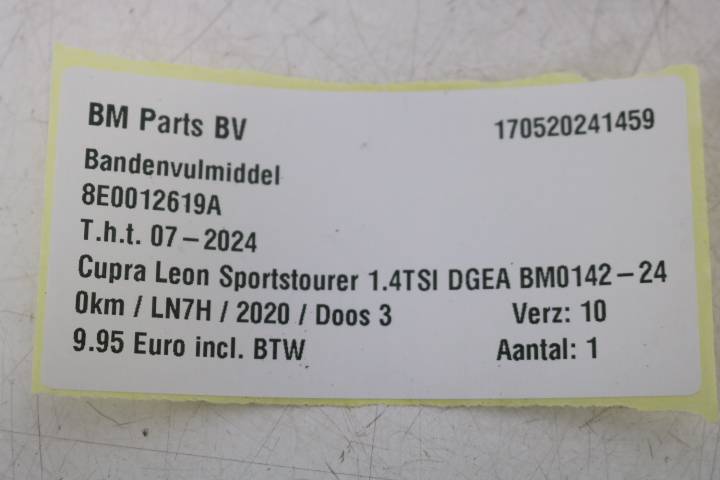 BM Parts BV 170520241459
Bandenvulmiddel
8E0012619A
T.h.t. 07-2024
Cupra Leon Sportstourer 1.4TSI DGEA BM0142-24
0km / LN7H / 2020 / Doos 3 Verz: 10
9.95 Euro incl. BTW Aantal: 1